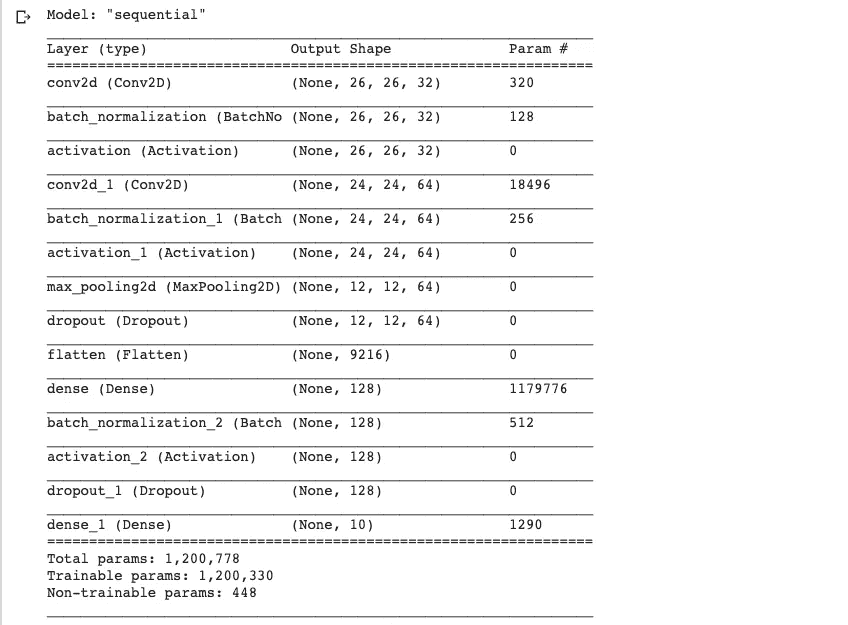 Model: "sequential"
Layer (type) Output Shape Param #
conv2d (Conv2D) (None, 26, 26, 32) 320
batch_normalization (BatchNo (None, 26, 26, 32) 128
activation (Activation) (None, 26, 26, 32) 0
conv2d_1 (Conv2D) (None, 24, 24, 64) 18496
batch_normalization_1 (Batch (None, 24, 24, 64) 256
activation_1 (Activation) (None, 24, 24, 64) 0
max_pooling2d (MaxPooling2D) (None, 12, 12, 64) 0
dropout (Dropout) (None, 12, 12, 64) 0
flatten (Flatten) (None, 9216) 0
dense (Dense) (None, 128) 1179776
batch_normalization_2 (Batch (None, 128) 512
activation_2 (Activation) (None, 128) 0
dropout_1 (Dropout) (None, 128) 0
dense_1 (Dense) (None, 10) 1290
Total params: 1,200,778
Trainable params: 1,200,330
Non-trainable params: 448